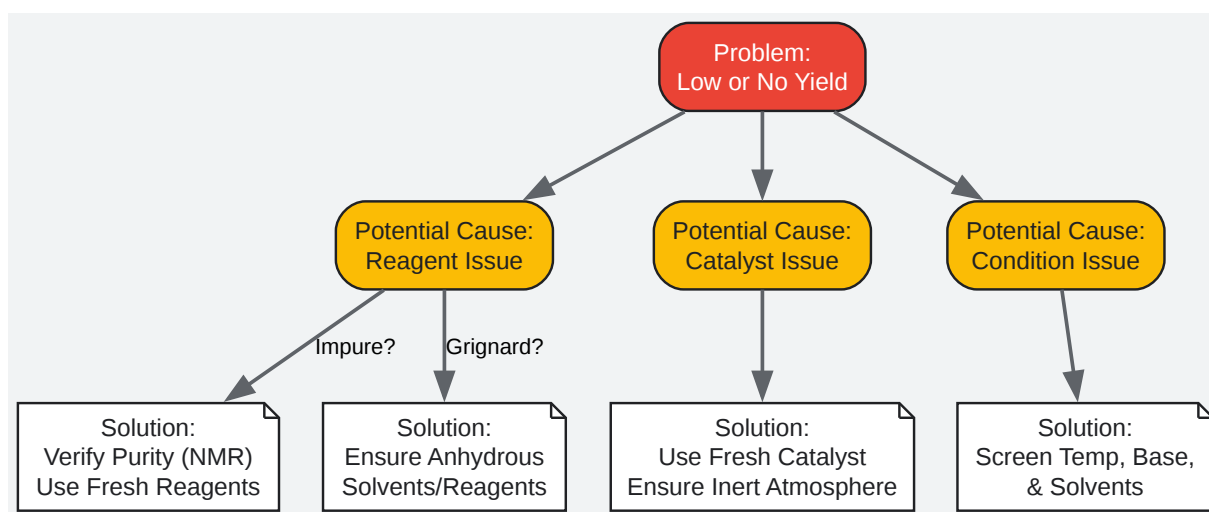 Problem:
Low or No Yield
Potential Cause:
Reagent Issue
Potential Cause:
Catalyst Issue
Potential Cause:
Condition Issue
Impure?
Grignard?
Solution:
Verify Purity (NMR)
Use Fresh Reagents
Solution:
Ensure Anhydrous
Solvents/Reagents
Solution:
Use Fresh Catalyst
Ensure Inert Atmosphere
Solution:
Screen Temp, Base,
& Solvents